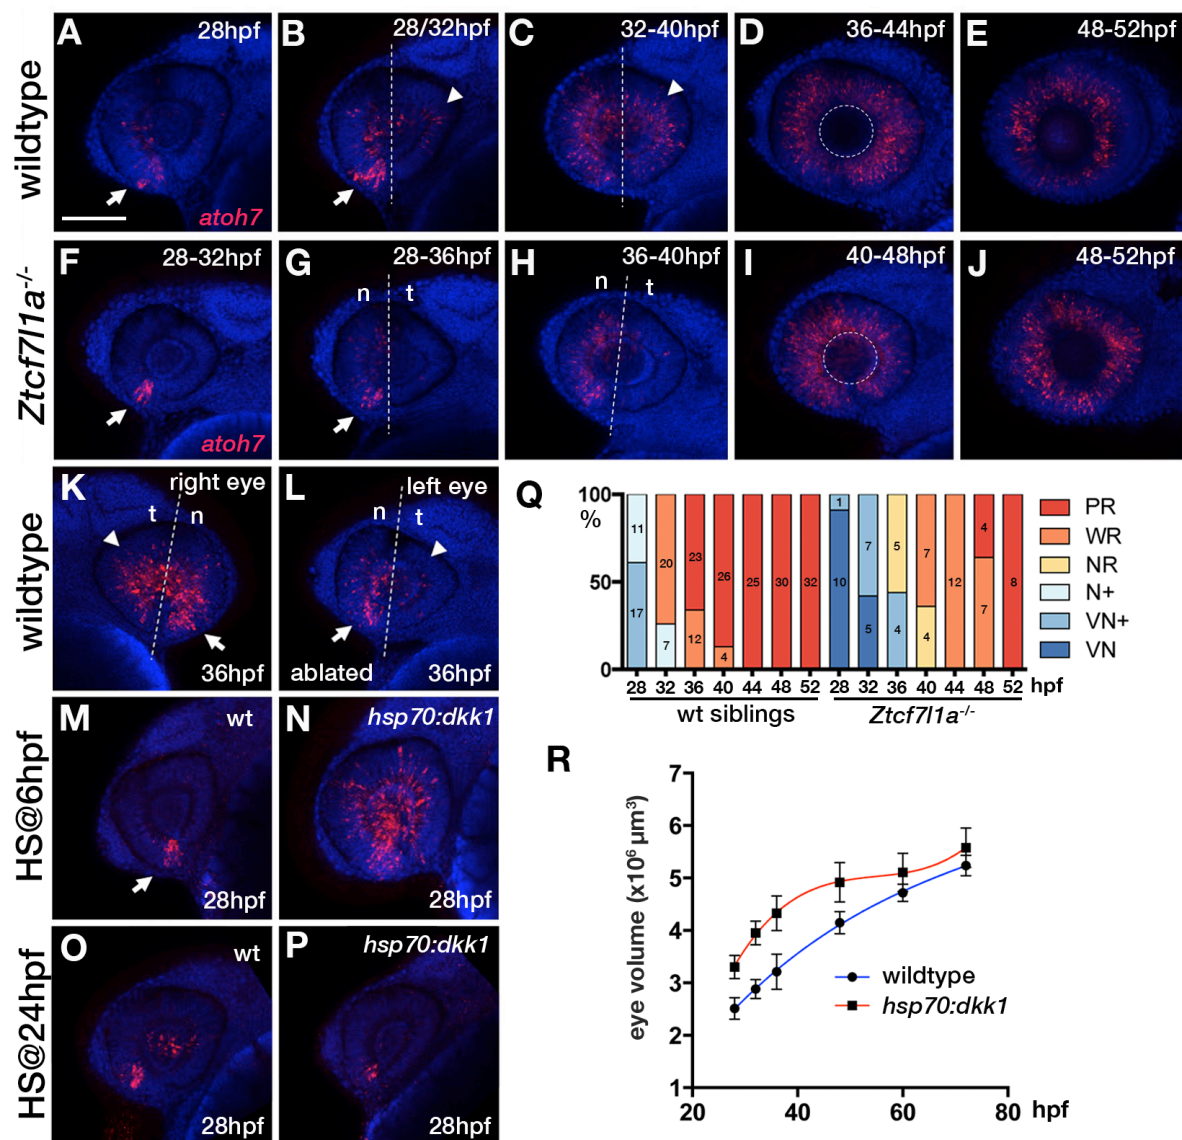 wildtype
A
28hpf
atoh7
B
28/32hpf
C
32-40hpf
D
36-44hpf
E
48-52hpf
Ztcf7l1a-/-
F
28-32hpf
atoh7
G
28-36hpf
n
t
H
36-40hpf
n
t
I
40-48hpf
J
48-52hpf
wildtype
K
right eye
t
n
36hpf
L
left eye
n
t
ablated
36hpf
HS@6hpf
M
wt
28hpf
N
hsp70:dkk1
28hpf
HS@24hpf
O
wt
28hpf
P
hsp70:dkk1
28hpf
Q
100
%
50
0
11
17
20
7
23
12
26
4
25
30
32
1
10
7
5
5
4
7
4
12
4
7
8
28 32 36 40 44 48 52 28 32 36 40 44 48 52 hpf
wt siblings
Ztcf7l1a-/-
PR
WR
NR
N+
VN+
VN
R
eye volume (x10⁶ µm³)
7
6
5
4
3
2
1
20 40 60 80 hpf
wildtype
hsp70:dkk1